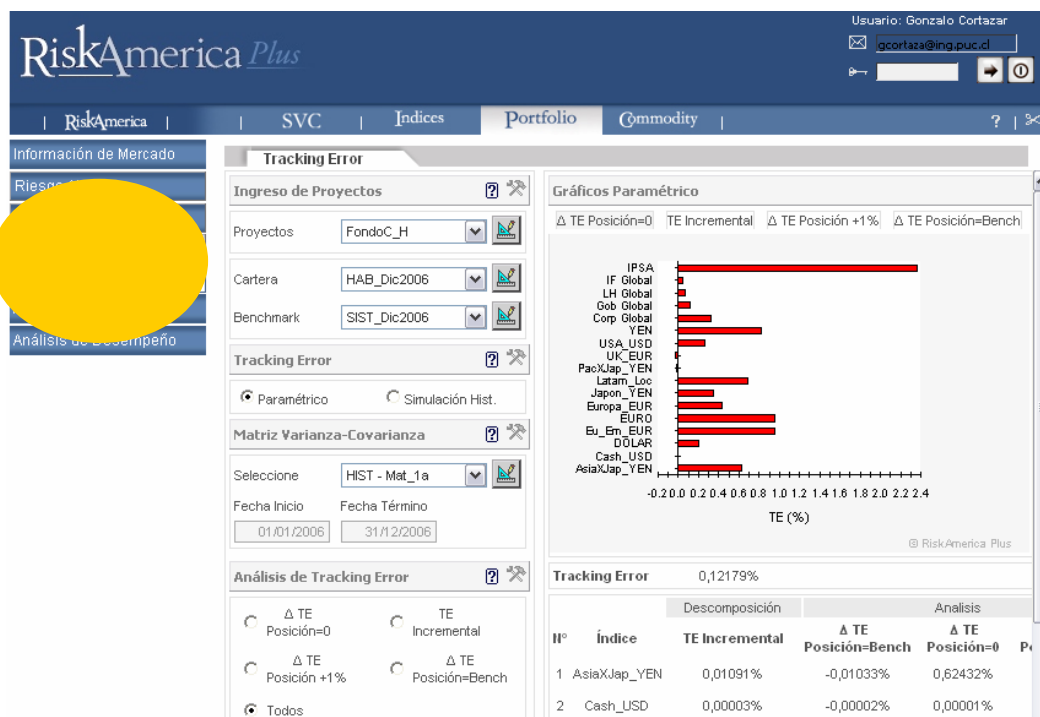 Usuario: Gonzalo Cortazar
RiskAmerica Plus
gcortaza@ing.puc.cl
| RiskAmerica | | SVC | Indices Portfolio Commodity | ? |
Información de Mercado
Análisis de Desempeño
Tracking Error
Ingreso de Proyectos ?
Proyectos FondoC_H
Cartera HAB_Dic2006
Benchmark SIST_Dic2006
Tracking Error ?
Paramétrico Simulación Hist.
Matriz Varianza-Covarianza ?
Seleccione HIST - Mat_1a
Fecha Inicio Fecha Término
01/01/2006 31/12/2006
Análisis de Tracking Error ?
Δ TE Posición=0 TE Incremental
Δ TE Posición +1% Δ TE Posición=Bench
Todos
Gráficos Paramétrico
Δ TE Posición=0 TE Incremental Δ TE Posición +1% Δ TE Posición=Bench
IPSA
IF Global
LH Global
Gob Global
Corp Global
YEN
USA_USD
UK_EUR
PacXJap_YEN
Latam_Loc
Japon_YEN
Europa_EUR
EURO
Eu_Em_EUR
DOLAR
Cash_USD
AsiaXJap_YEN
-0.2 0.0 0.2 0.4 0.6 0.8 1.0 1.2 1.4 1.6 1.8 2.0 2.2 2.4
TE (%)
® RiskAmerica Plus
Tracking Error 0,12179%
Descomposición Analisis
N° Índice TE Incremental Δ TE Posición=Bench Δ TE Posición=0
1 AsiaXJap_YEN 0,01091% -0,01033% 0,62432%
2 Cash_USD 0,00003% -0,00002% 0,00001%